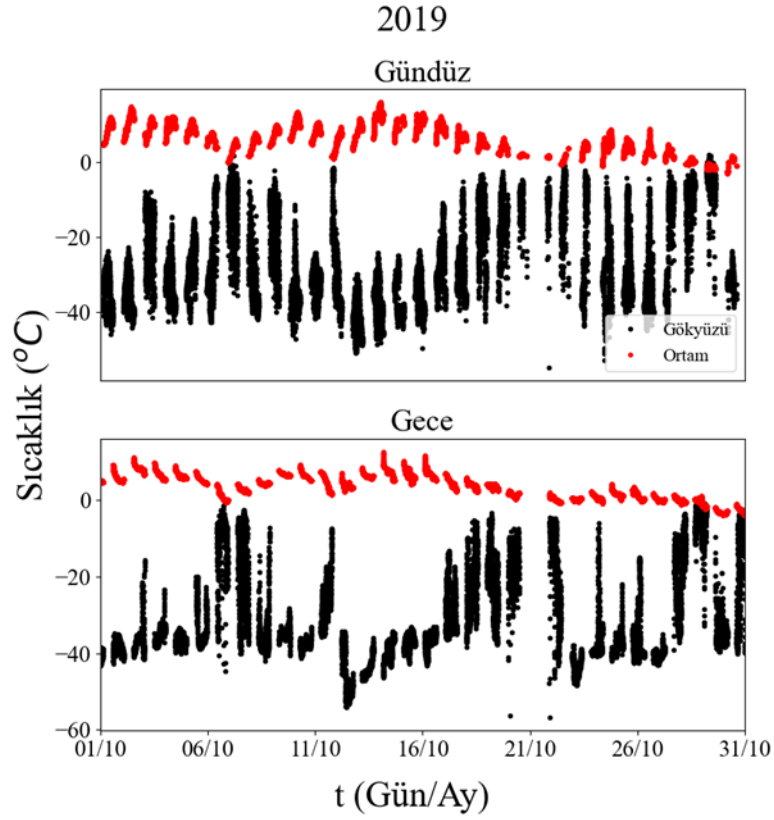 2019
Gündüz
0
−20
−40
Gökyüzü
Ortam
Sıcaklık (°C)
Gece
0
−20
−40
−60
01/10 06/10 11/10 16/10 21/10 26/10 31/10
t (Gün/Ay)